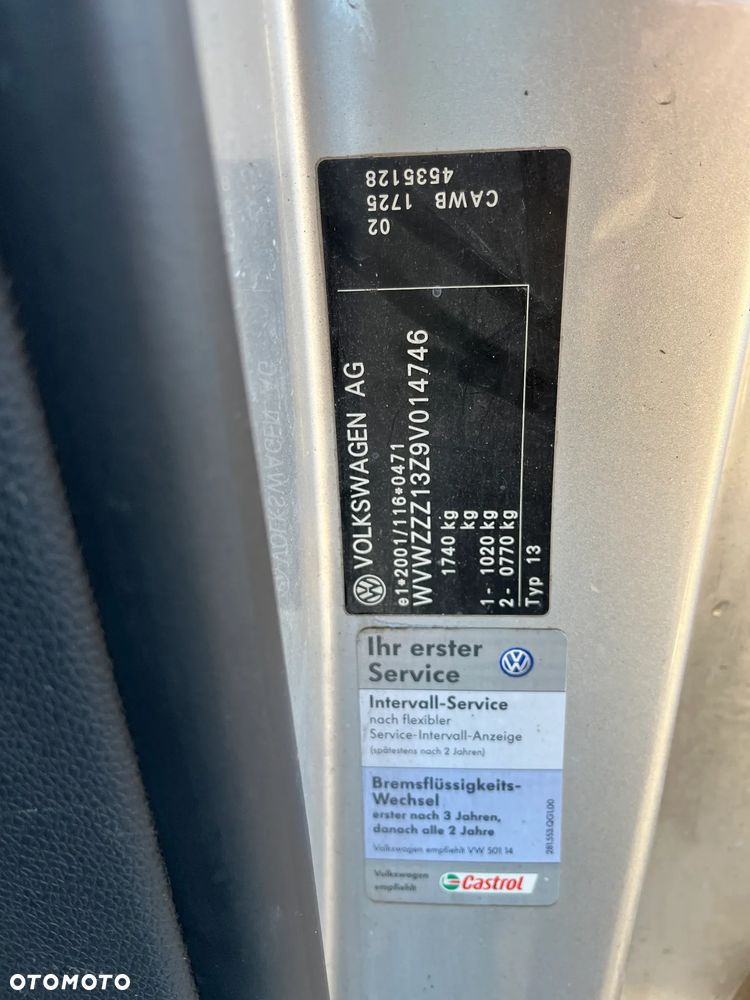 VOLKSWAGEN AG
e1*2001/116*0471
WVWZZZ13Z9V014746
1740 kg
kg
1- 1020 kg
2- 0770 kg
Typ 13
4535128
CAWB 1725
02
VOLKSWAGEN AG
Ihr erster
Service
Intervall-Service
nach flexibler
Service-Intervall-Anzeige
(spätestens nach 2 Jahren)
Bremsflüssigkeits-
Wechsel
erster nach 3 Jahren,
danach alle 2 Jahre
Volkswagen empfiehlt VW 501 14
Volkswagen
empfiehlt
Castrol
OTOMOTO